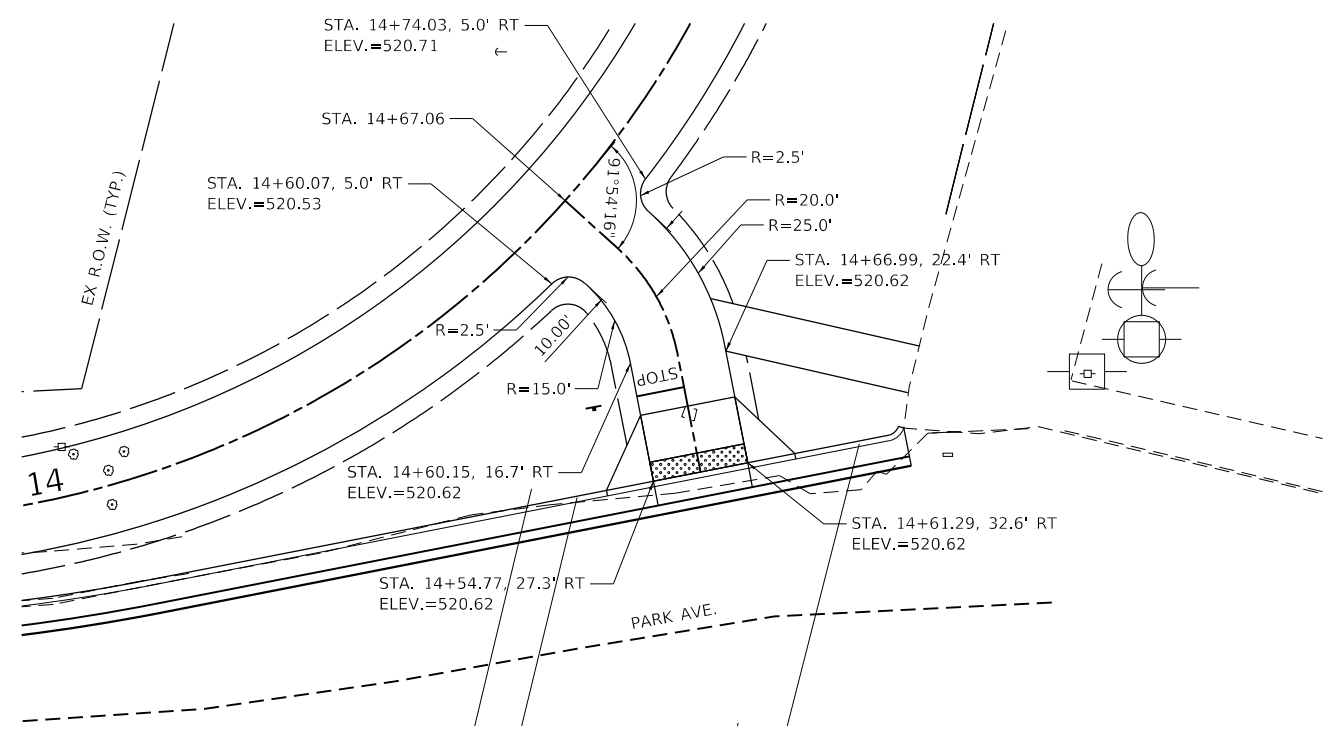 STA. 14+74.03, 5.0' RT
ELEV.=520.71
STA. 14+67.06
R=2.5'
91°54'16"
STA. 14+60.07, 5.0' RT
ELEV.=520.53
R=20.0'
R=25.0'
EX R.O.W. (TYP.)
STA. 14+66.99, 22.4' RT
ELEV.=520.62
R=2.5'
10.00'
STOP
R=15.0'
14
STA. 14+60.15, 16.7' RT
ELEV.=520.62
STA. 14+61.29, 32.6' RT
ELEV.=520.62
STA. 14+54.77, 27.3' RT
ELEV.=520.62
PARK AVE.